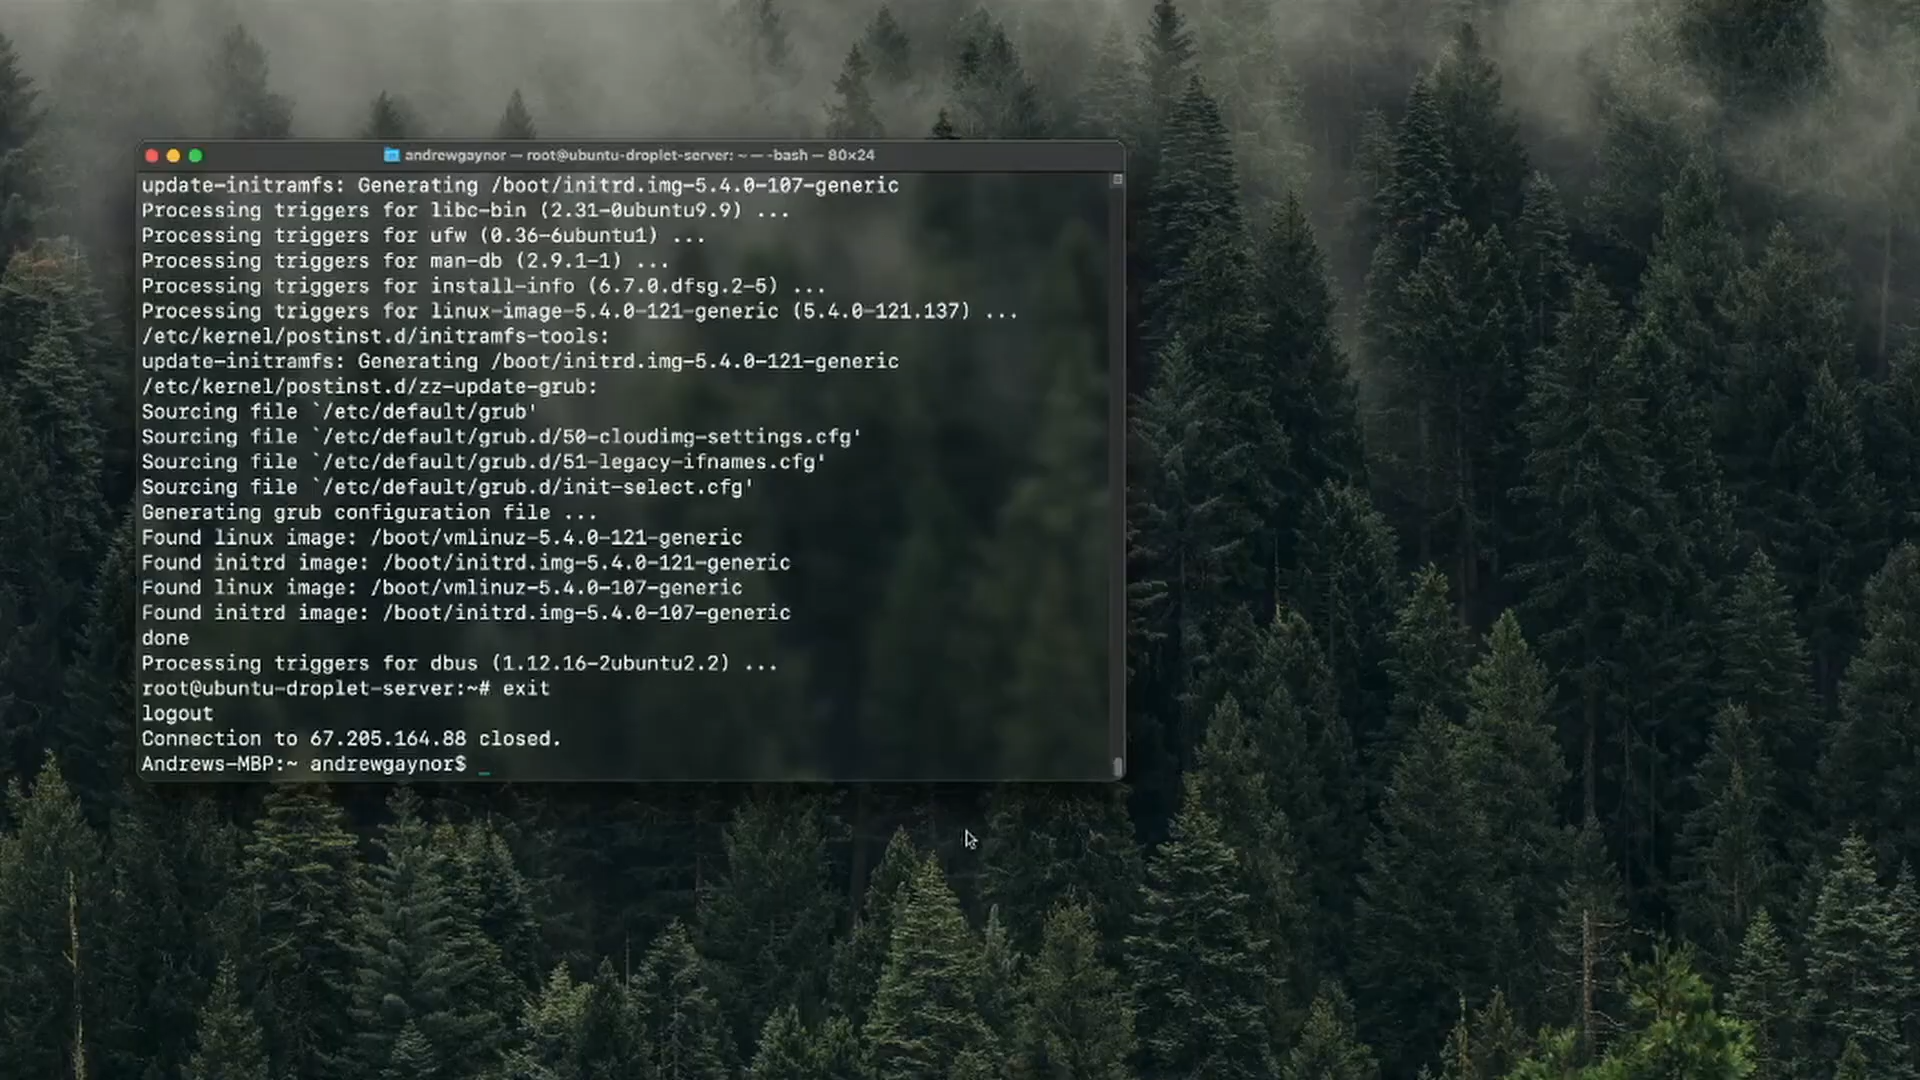 andrewgaynor — root@ubuntu-droplet-server: ~ — -bash — 80×24
update-initramfs: Generating /boot/initrd.img-5.4.0-107-generic
Processing triggers for libc-bin (2.31-0ubuntu9.9) ...
Processing triggers for ufw (0.36-6ubuntu1) ...
Processing triggers for man-db (2.9.1-1) ...
Processing triggers for install-info (6.7.0.dfsg.2-5) ...
Processing triggers for linux-image-5.4.0-121-generic (5.4.0-121.137) ...
/etc/kernel/postinst.d/initramfs-tools:
update-initramfs: Generating /boot/initrd.img-5.4.0-121-generic
/etc/kernel/postinst.d/zz-update-grub:
Sourcing file `/etc/default/grub'
Sourcing file `/etc/default/grub.d/50-cloudimg-settings.cfg'
Sourcing file `/etc/default/grub.d/51-legacy-ifnames.cfg'
Sourcing file `/etc/default/grub.d/init-select.cfg'
Generating grub configuration file ...
Found linux image: /boot/vmlinuz-5.4.0-121-generic
Found initrd image: /boot/initrd.img-5.4.0-121-generic
Found linux image: /boot/vmlinuz-5.4.0-107-generic
Found initrd image: /boot/initrd.img-5.4.0-107-generic
done
Processing triggers for dbus (1.12.16-2ubuntu2.2) ...
root@ubuntu-droplet-server:~# exit
logout
Connection to 67.205.164.88 closed.
Andrews-MBP:~ andrewgaynor$